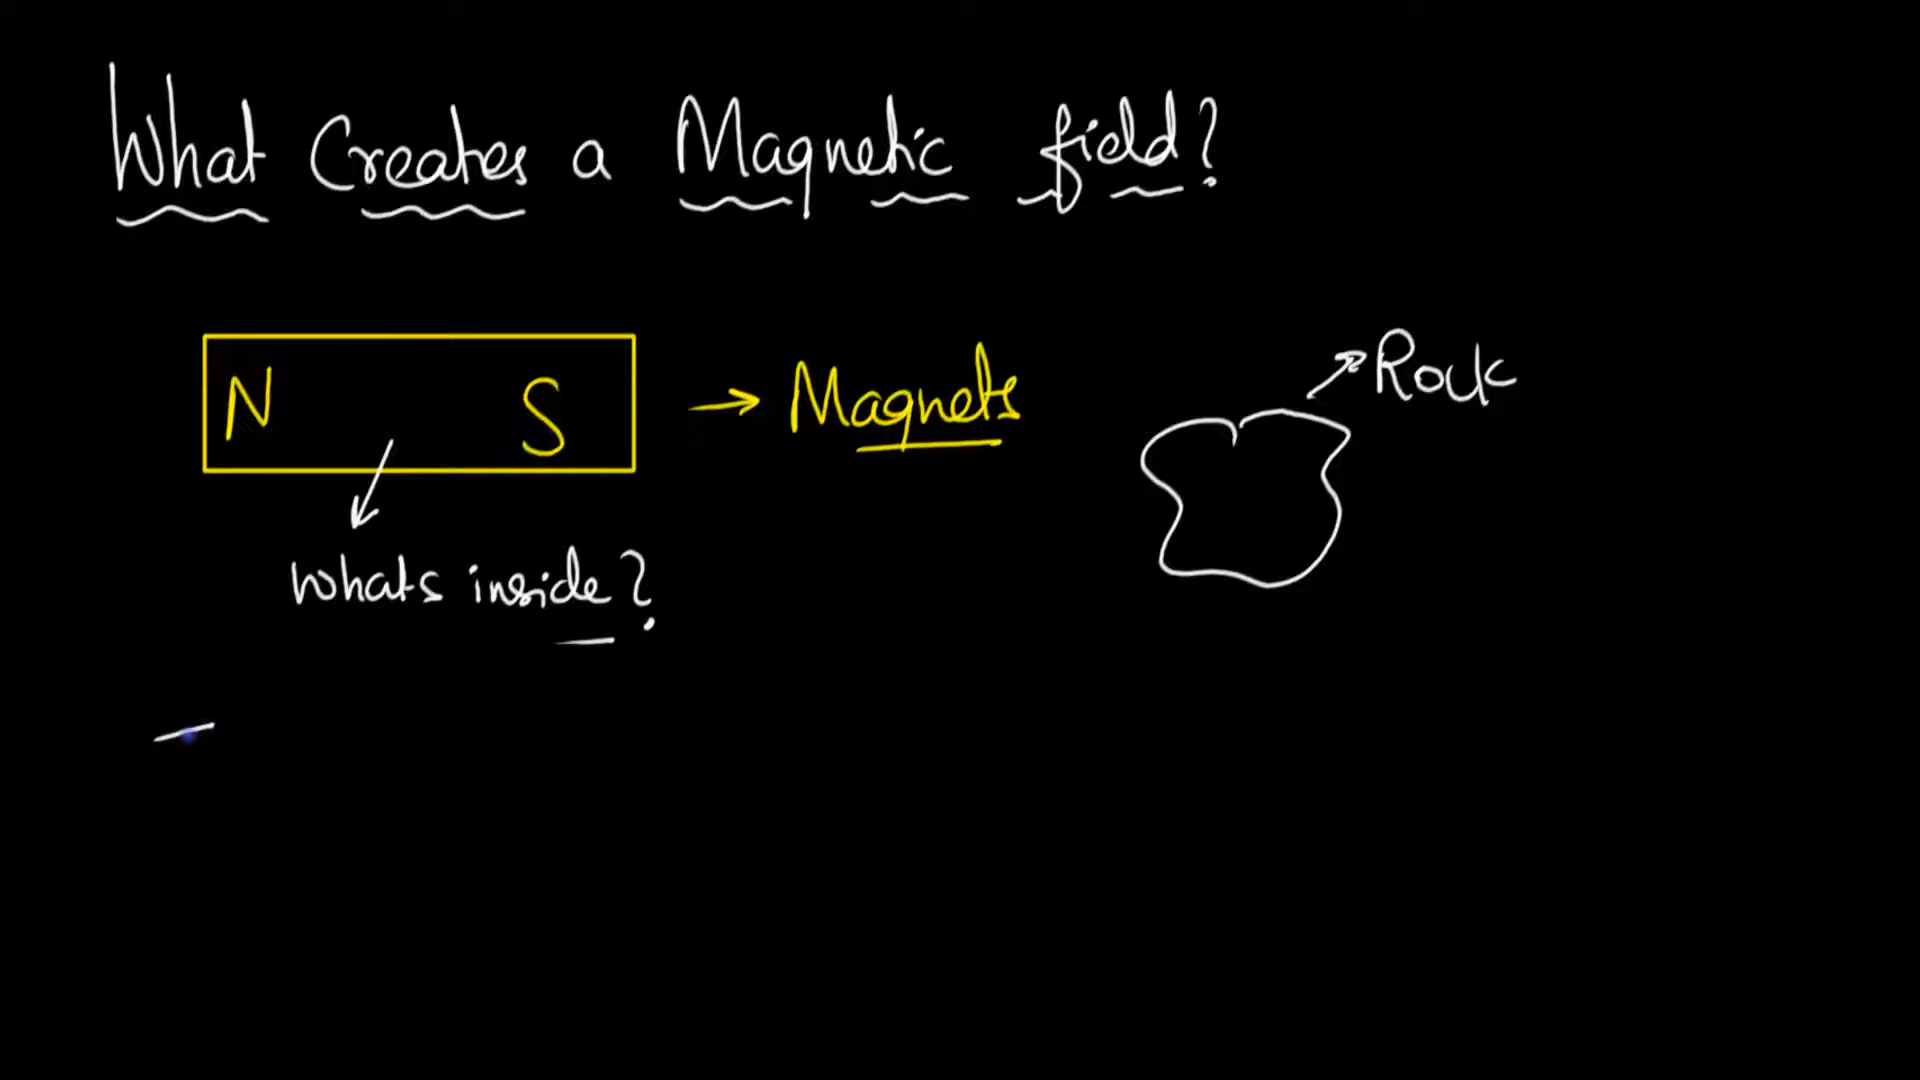 What Creates a Magnetic field?
N S → Magnets
Rock
Whats inside?